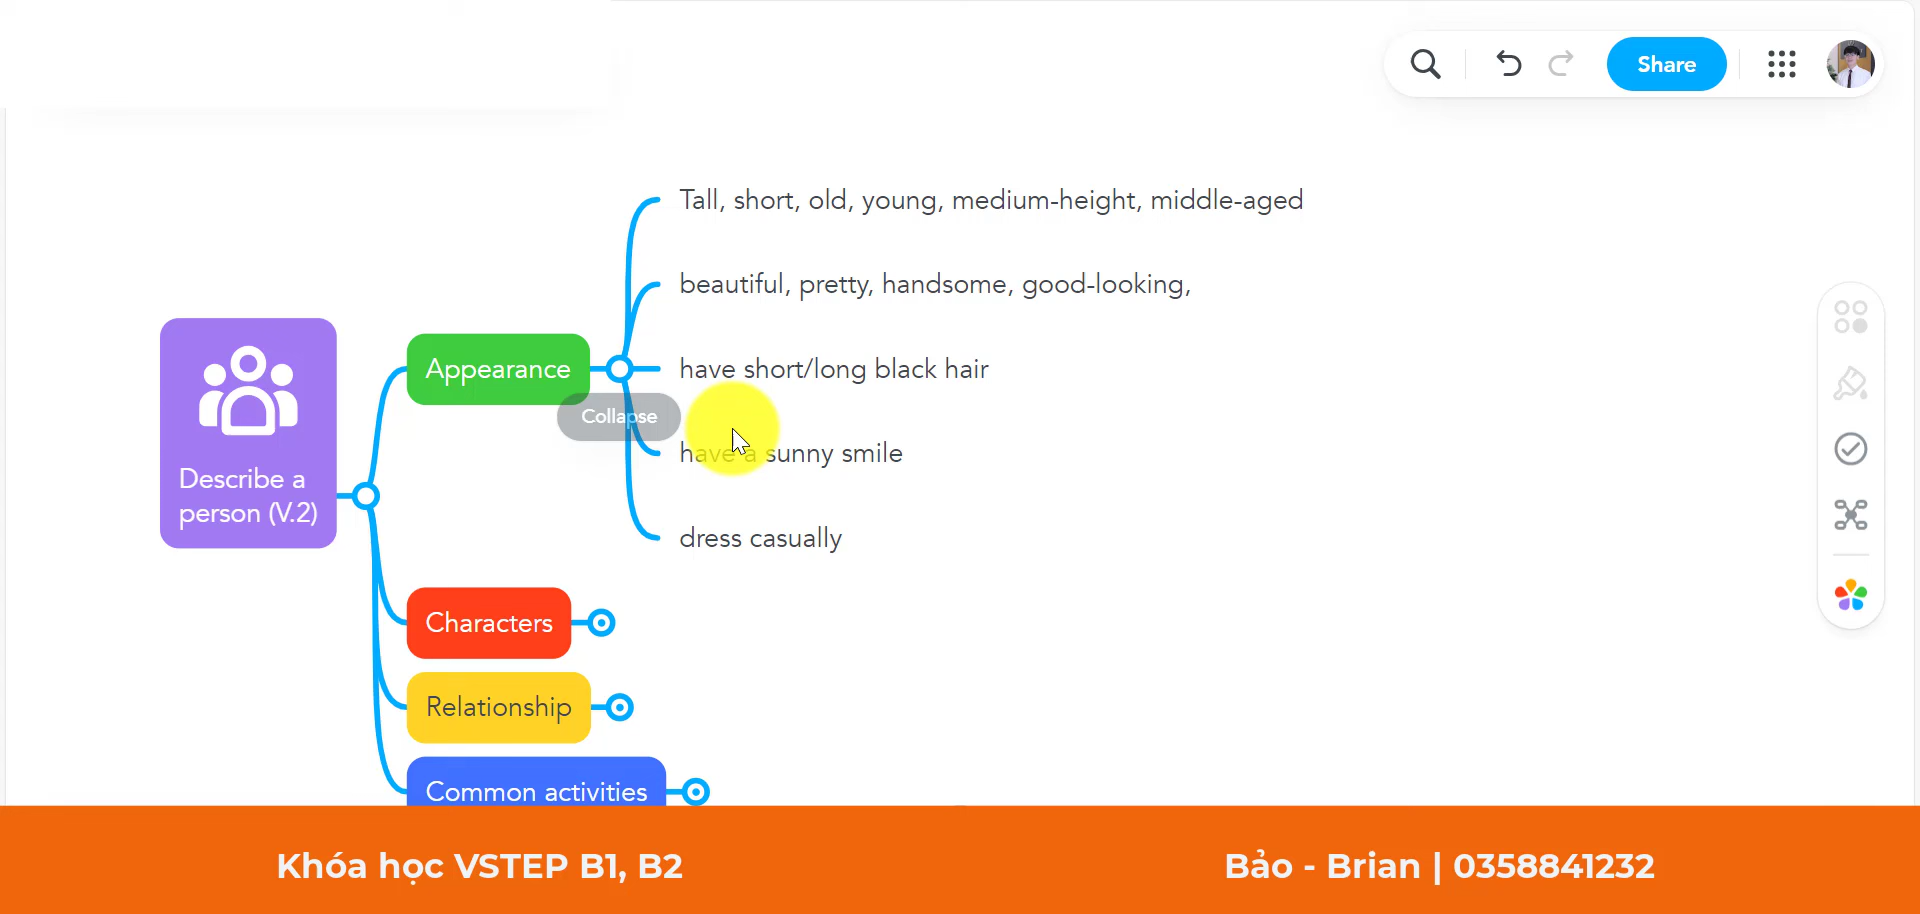 Share
Tall, short, old, young, medium-height, middle-aged
beautiful, pretty, handsome, good-looking,
Appearance
have short/long black hair
Collapse
have a sunny smile
Describe a
person (V.2)
dress casually
Characters
Relationship
Common activities
Khóa học VSTEP B1, B2
Bảo - Brian | 0358841232